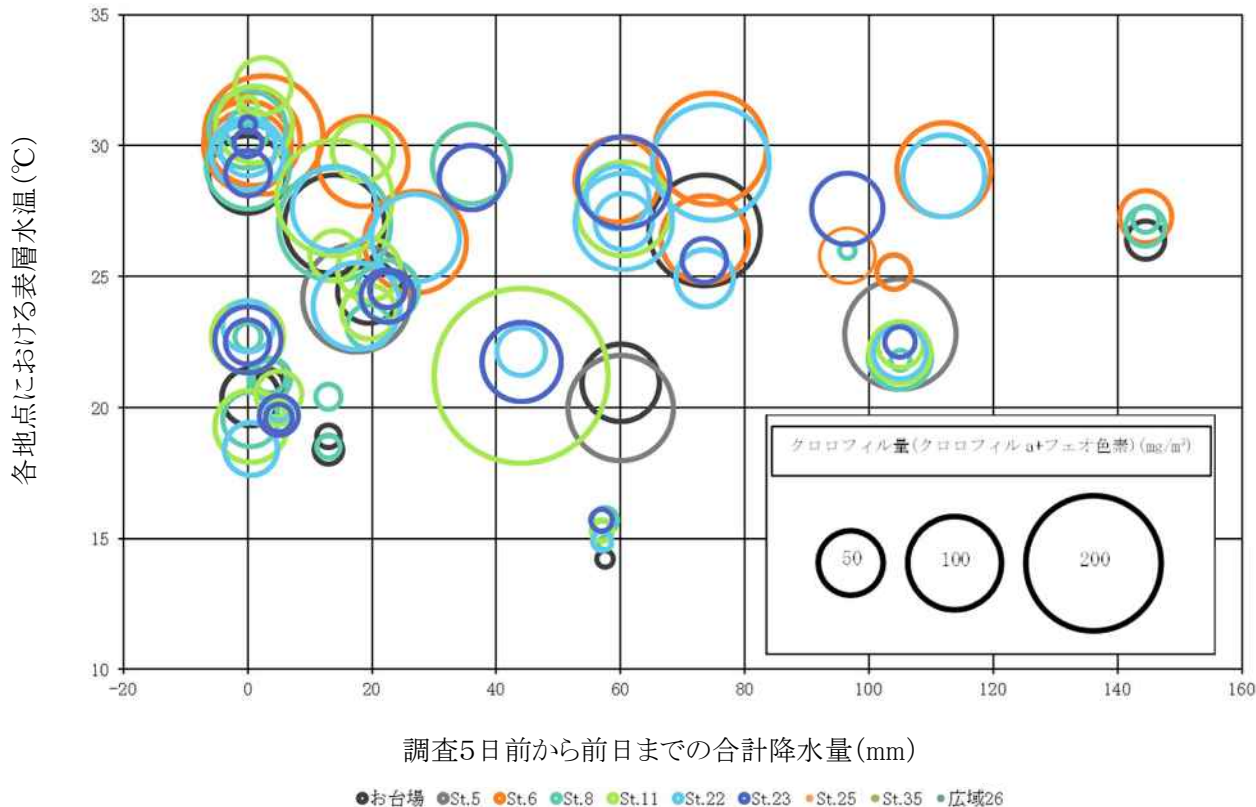 35
30
25
20
15
10
-20 0 20 40 60 80 100 120 140 160
各地点における表層水温(℃)
クロロフィル量(クロロフィル a+フェオ色素)(mg/m³)
50 100 200
調査5日前から前日までの合計降水量(mm)
お台場 St.5 St.6 St.8 St.11 St.22 St.23 St.25 St.35 広域26